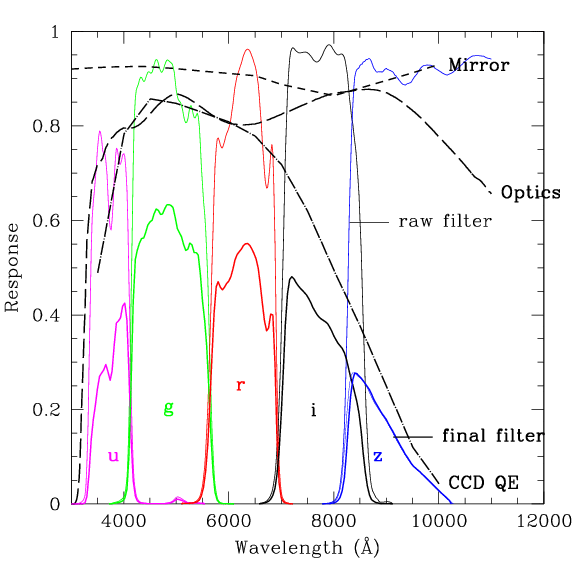 1
Mirror
0.8
Optics
0.6
raw filter
Response
0.4
r
0.2
g
i
final filter
u
z
CCD QE
0
4000 6000 8000 10000 12000
Wavelength (Å)